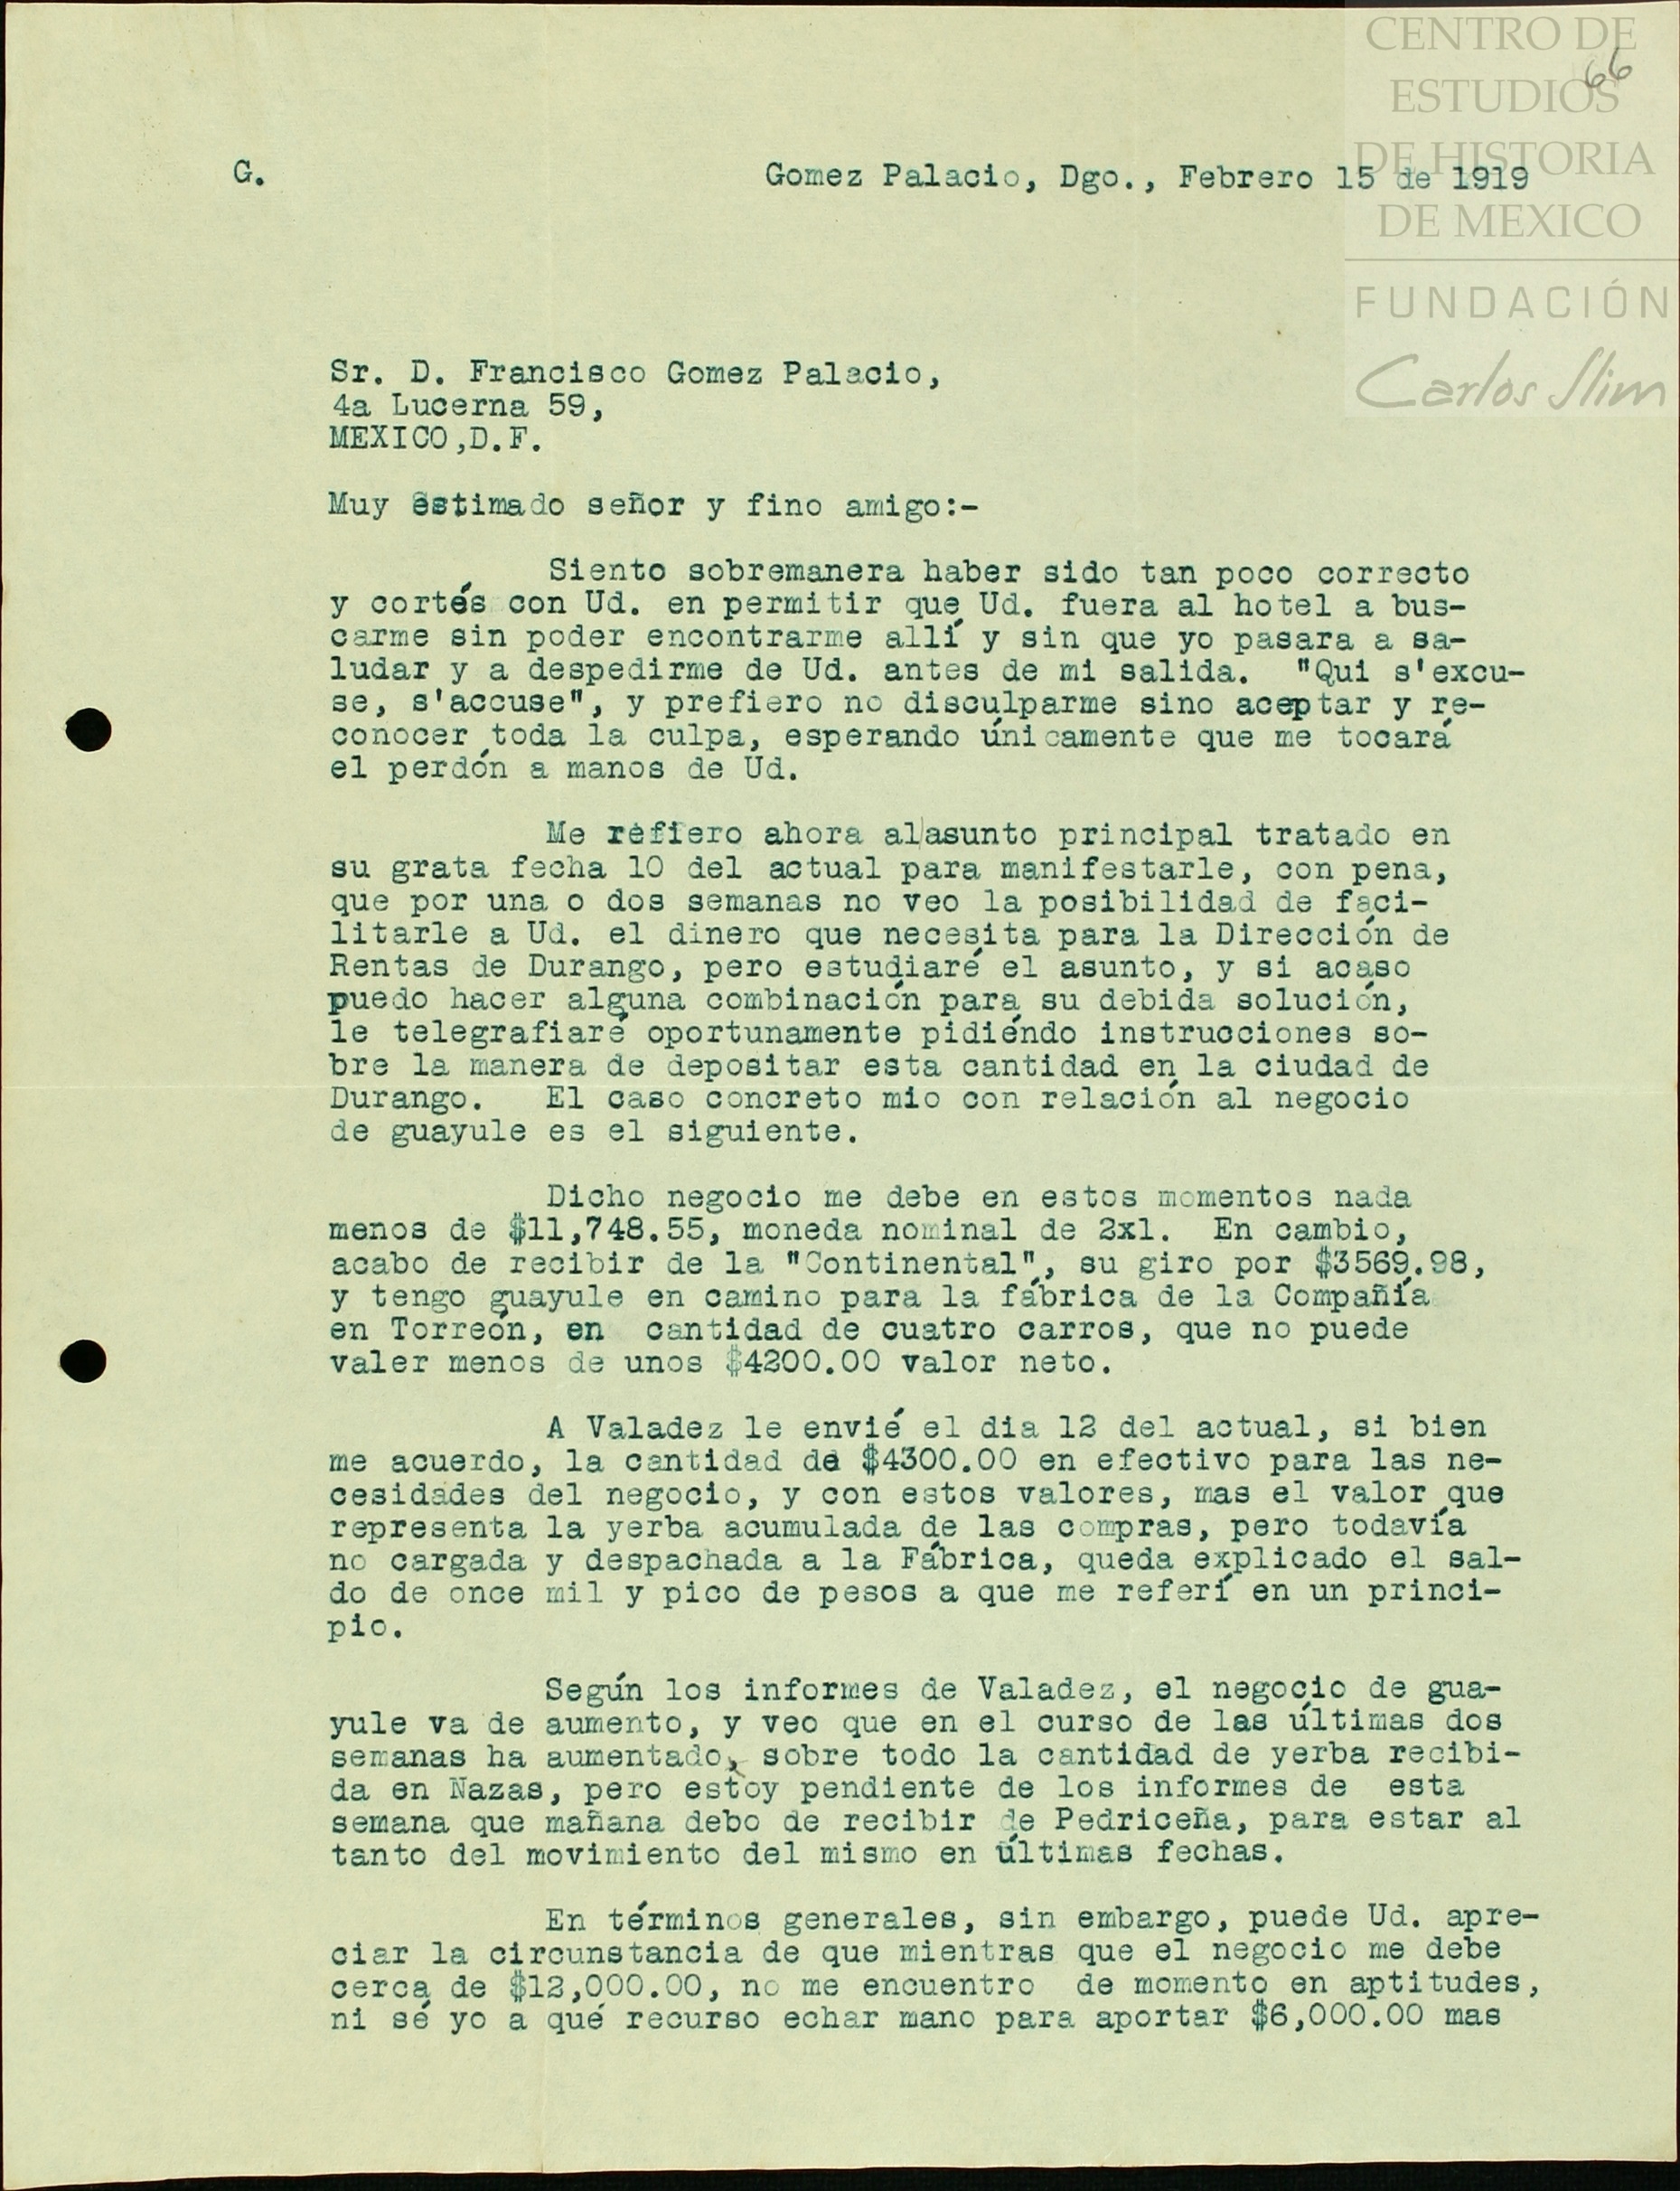 CENTRO DE
ESTUDIOS
DE HISTORIA
DE MEXICO
FUNDACIÓN
Carlos Slim
66
G. Gomez Palacio, Dgo., Febrero 15 de 1919
Sr. D. Francisco Gomez Palacio,
4a Lucerna 59,
MEXICO,D.F.
Muy estimado señor y fino amigo:-
Siento sobremanera haber sido tan poco correcto
y cortés con Ud. en permitir que Ud. fuera al hotel a bus-
carme sin poder encontrarme allí y sin que yo pasara a sa-
ludar y a despedirme de Ud. antes de mi salida. "Qui s'excu-
se, s'accuse", y prefiero no disculparme sino aceptar y re-
conocer toda la culpa, esperando únicamente que me tocará
el perdón a manos de Ud.
Me refiero ahora al asunto principal tratado en
su grata fecha 10 del actual para manifestarle, con pena,
que por una o dos semanas no veo la posibilidad de faci-
litarle a Ud. el dinero que necesita para la Dirección de
Rentas de Durango, pero estudiaré el asunto, y si acaso
puedo hacer alguna combinación para su debida solución,
le telegrafiaré oportunamente pidiéndo instrucciones so-
bre la manera de depositar esta cantidad en la ciudad de
Durango. El caso concreto mio con relación al negocio
de guayule es el siguiente.
Dicho negocio me debe en estos momentos nada
menos de $11,748.55, moneda nominal de 2x1. En cambio,
acabo de recibir de la "Continental", su giro por $3569.98,
y tengo guayule en camino para la fábrica de la Compañía
en Torreón, en cantidad de cuatro carros, que no puede
valer menos de unos $4200.00 valor neto.
A Valadez le envié el dia 12 del actual, si bien
me acuerdo, la cantidad de $4300.00 en efectivo para las ne-
cesidades del negocio, y con estos valores, mas el valor que
representa la yerba acumulada de las compras, pero todavía
no cargada y despachada a la Fábrica, queda explicado el sal-
do de once mil y pico de pesos a que me referí en un princi-
pio.
Según los informes de Valadez, el negocio de gua-
yule va de aumento, y veo que en el curso de las últimas dos
semanas ha aumentado, sobre todo la cantidad de yerba recibi-
da en Nazas, pero estoy pendiente de los informes de esta
semana que mañana debo de recibir de Pedriceña, para estar al
tanto del movimiento del mismo en últimas fechas.
En términos generales, sin embargo, puede Ud. apre-
ciar la circunstancia de que mientras que el negocio me debe
cerca de $12,000.00, no me encuentro de momento en aptitudes,
ni sé yo a qué recurso echar mano para aportar $6,000.00 mas